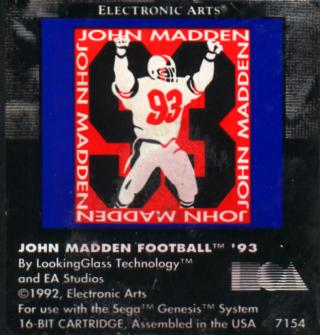 ELECTRONIC ARTS®
JOHN MADDEN
JOHN MADDEN
JOHN MADDEN
93
JOHN MADDEN
JOHN MADDEN FOOTBALL™ '93
By LookingGlass Technology™
and EA Studios
©1992, Electronic Arts
EA
For use with the Sega™ Genesis™ System
16-BIT CARTRIDGE, Assembled in the USA 7154